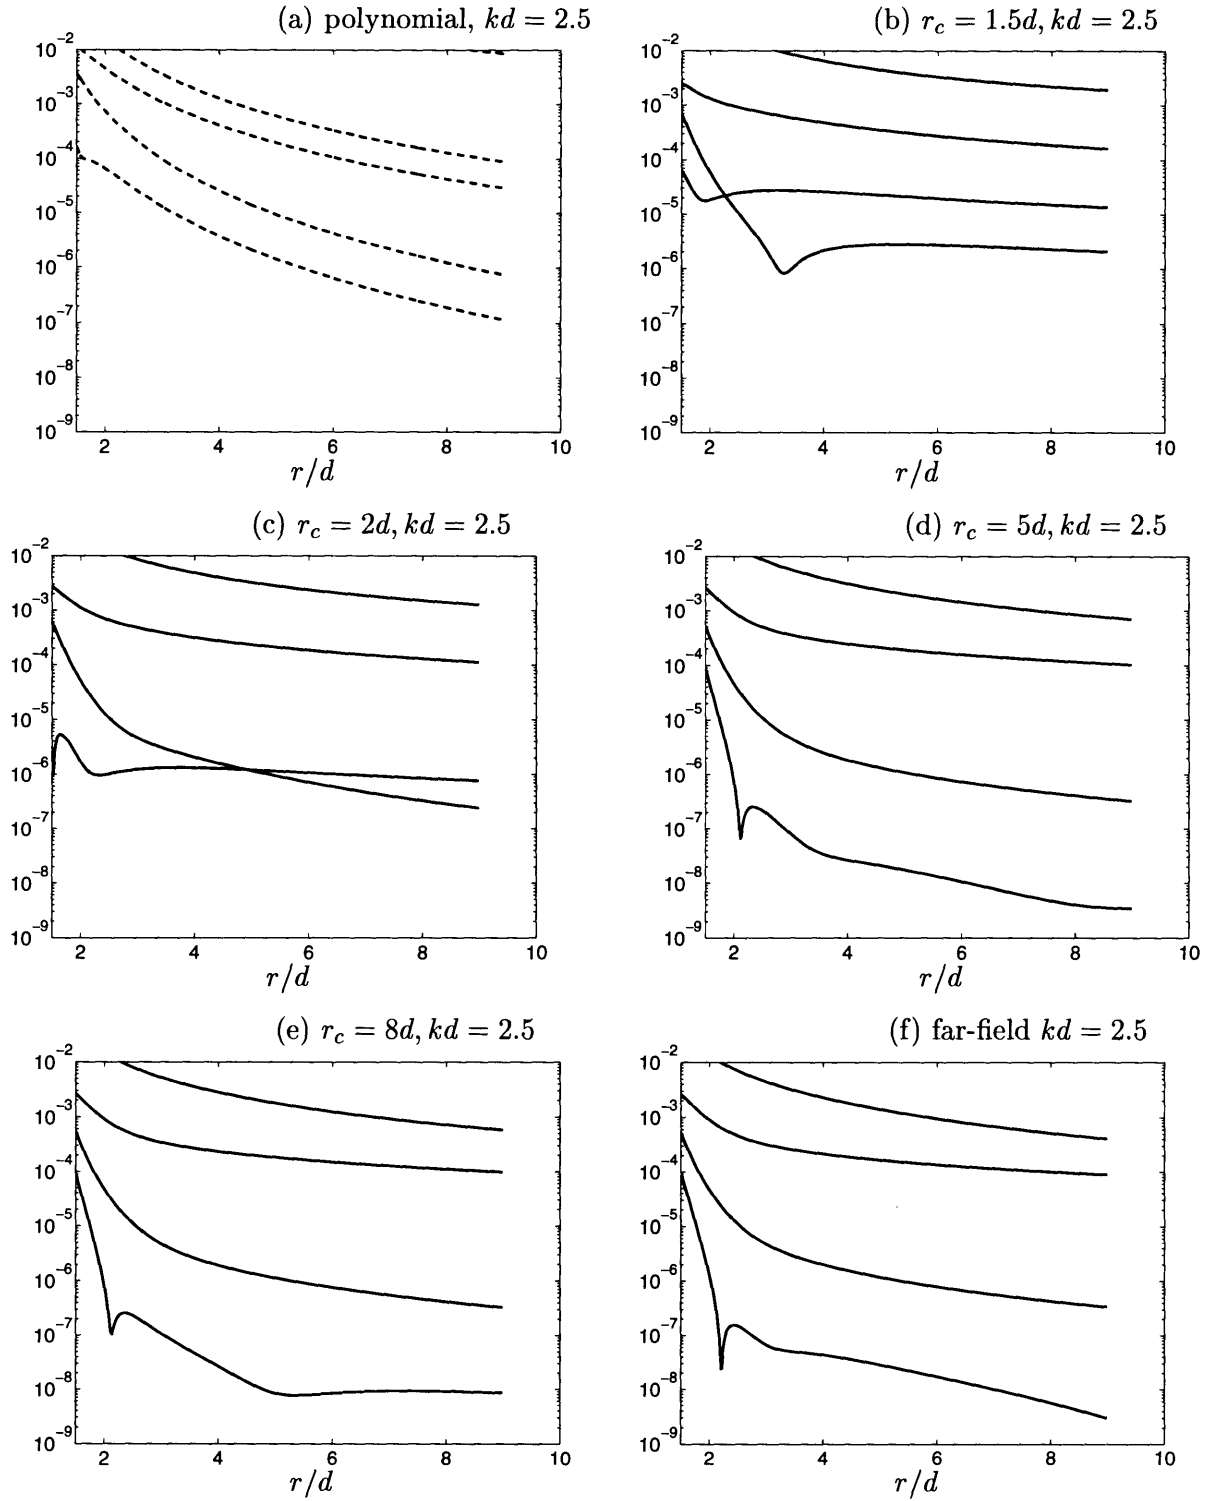 (a) polynomial, kd = 2.5
(b) r_c = 1.5d, kd = 2.5
10^-2
10^-3
10^-4
10^-5
10^-6
10^-7
10^-8
10^-9
2 4 6 8 10
r/d
10^-2
10^-3
10^-4
10^-5
10^-6
10^-7
10^-8
10^-9
2 4 6 8 10
r/d
(c) r_c = 2d, kd = 2.5
(d) r_c = 5d, kd = 2.5
10^-2
10^-3
10^-4
10^-5
10^-6
10^-7
10^-8
10^-9
2 4 6 8 10
r/d
10^-2
10^-3
10^-4
10^-5
10^-6
10^-7
10^-8
10^-9
2 4 6 8 10
r/d
(e) r_c = 8d, kd = 2.5
(f) far-field kd = 2.5
10^-2
10^-3
10^-4
10^-5
10^-6
10^-7
10^-8
10^-9
2 4 6 8 10
r/d
10^-2
10^-3
10^-4
10^-5
10^-6
10^-7
10^-8
10^-9
2 4 6 8 10
r/d